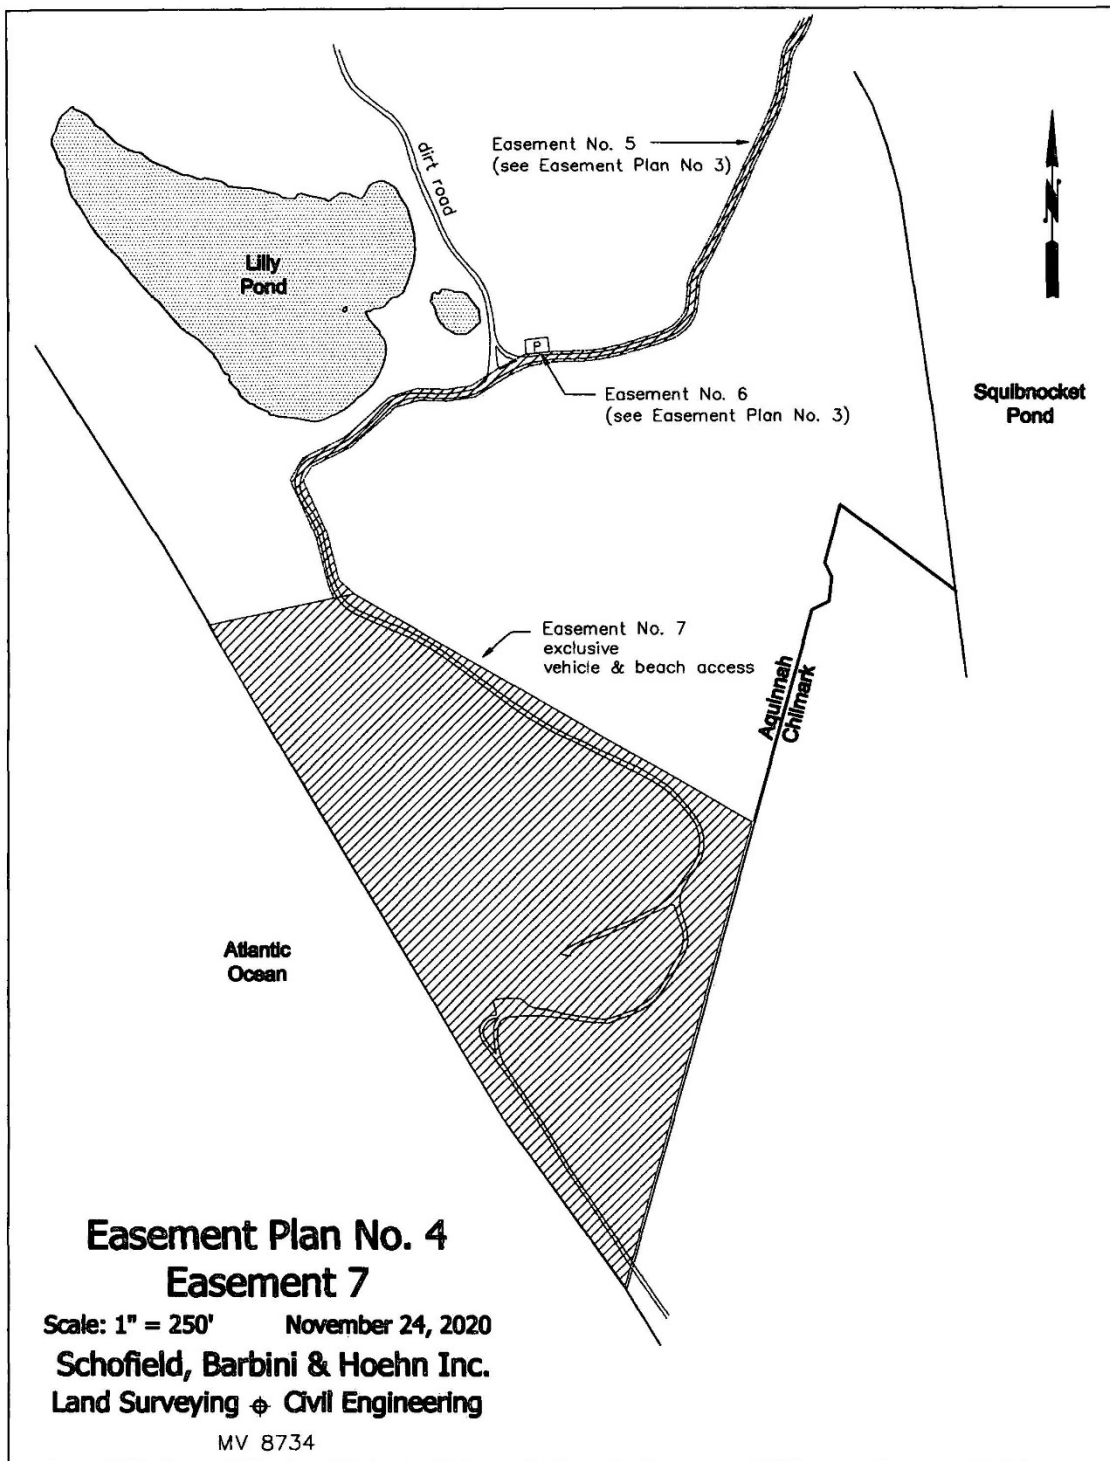 Easement No. 5
(see Easement Plan No 3)
dirt road
N
Lilly
Pond
P
Easement No. 6
(see Easement Plan No. 3)
Squibnocket
Pond
Easement No. 7
exclusive
vehicle & beach access
Aquinnah
Chilmark
Atlantic
Ocean
Easement Plan No. 4
Easement 7
Scale: 1" = 250' November 24, 2020
Schofield, Barbini & Hoehn Inc.
Land Surveying Civil Engineering
MV 8734